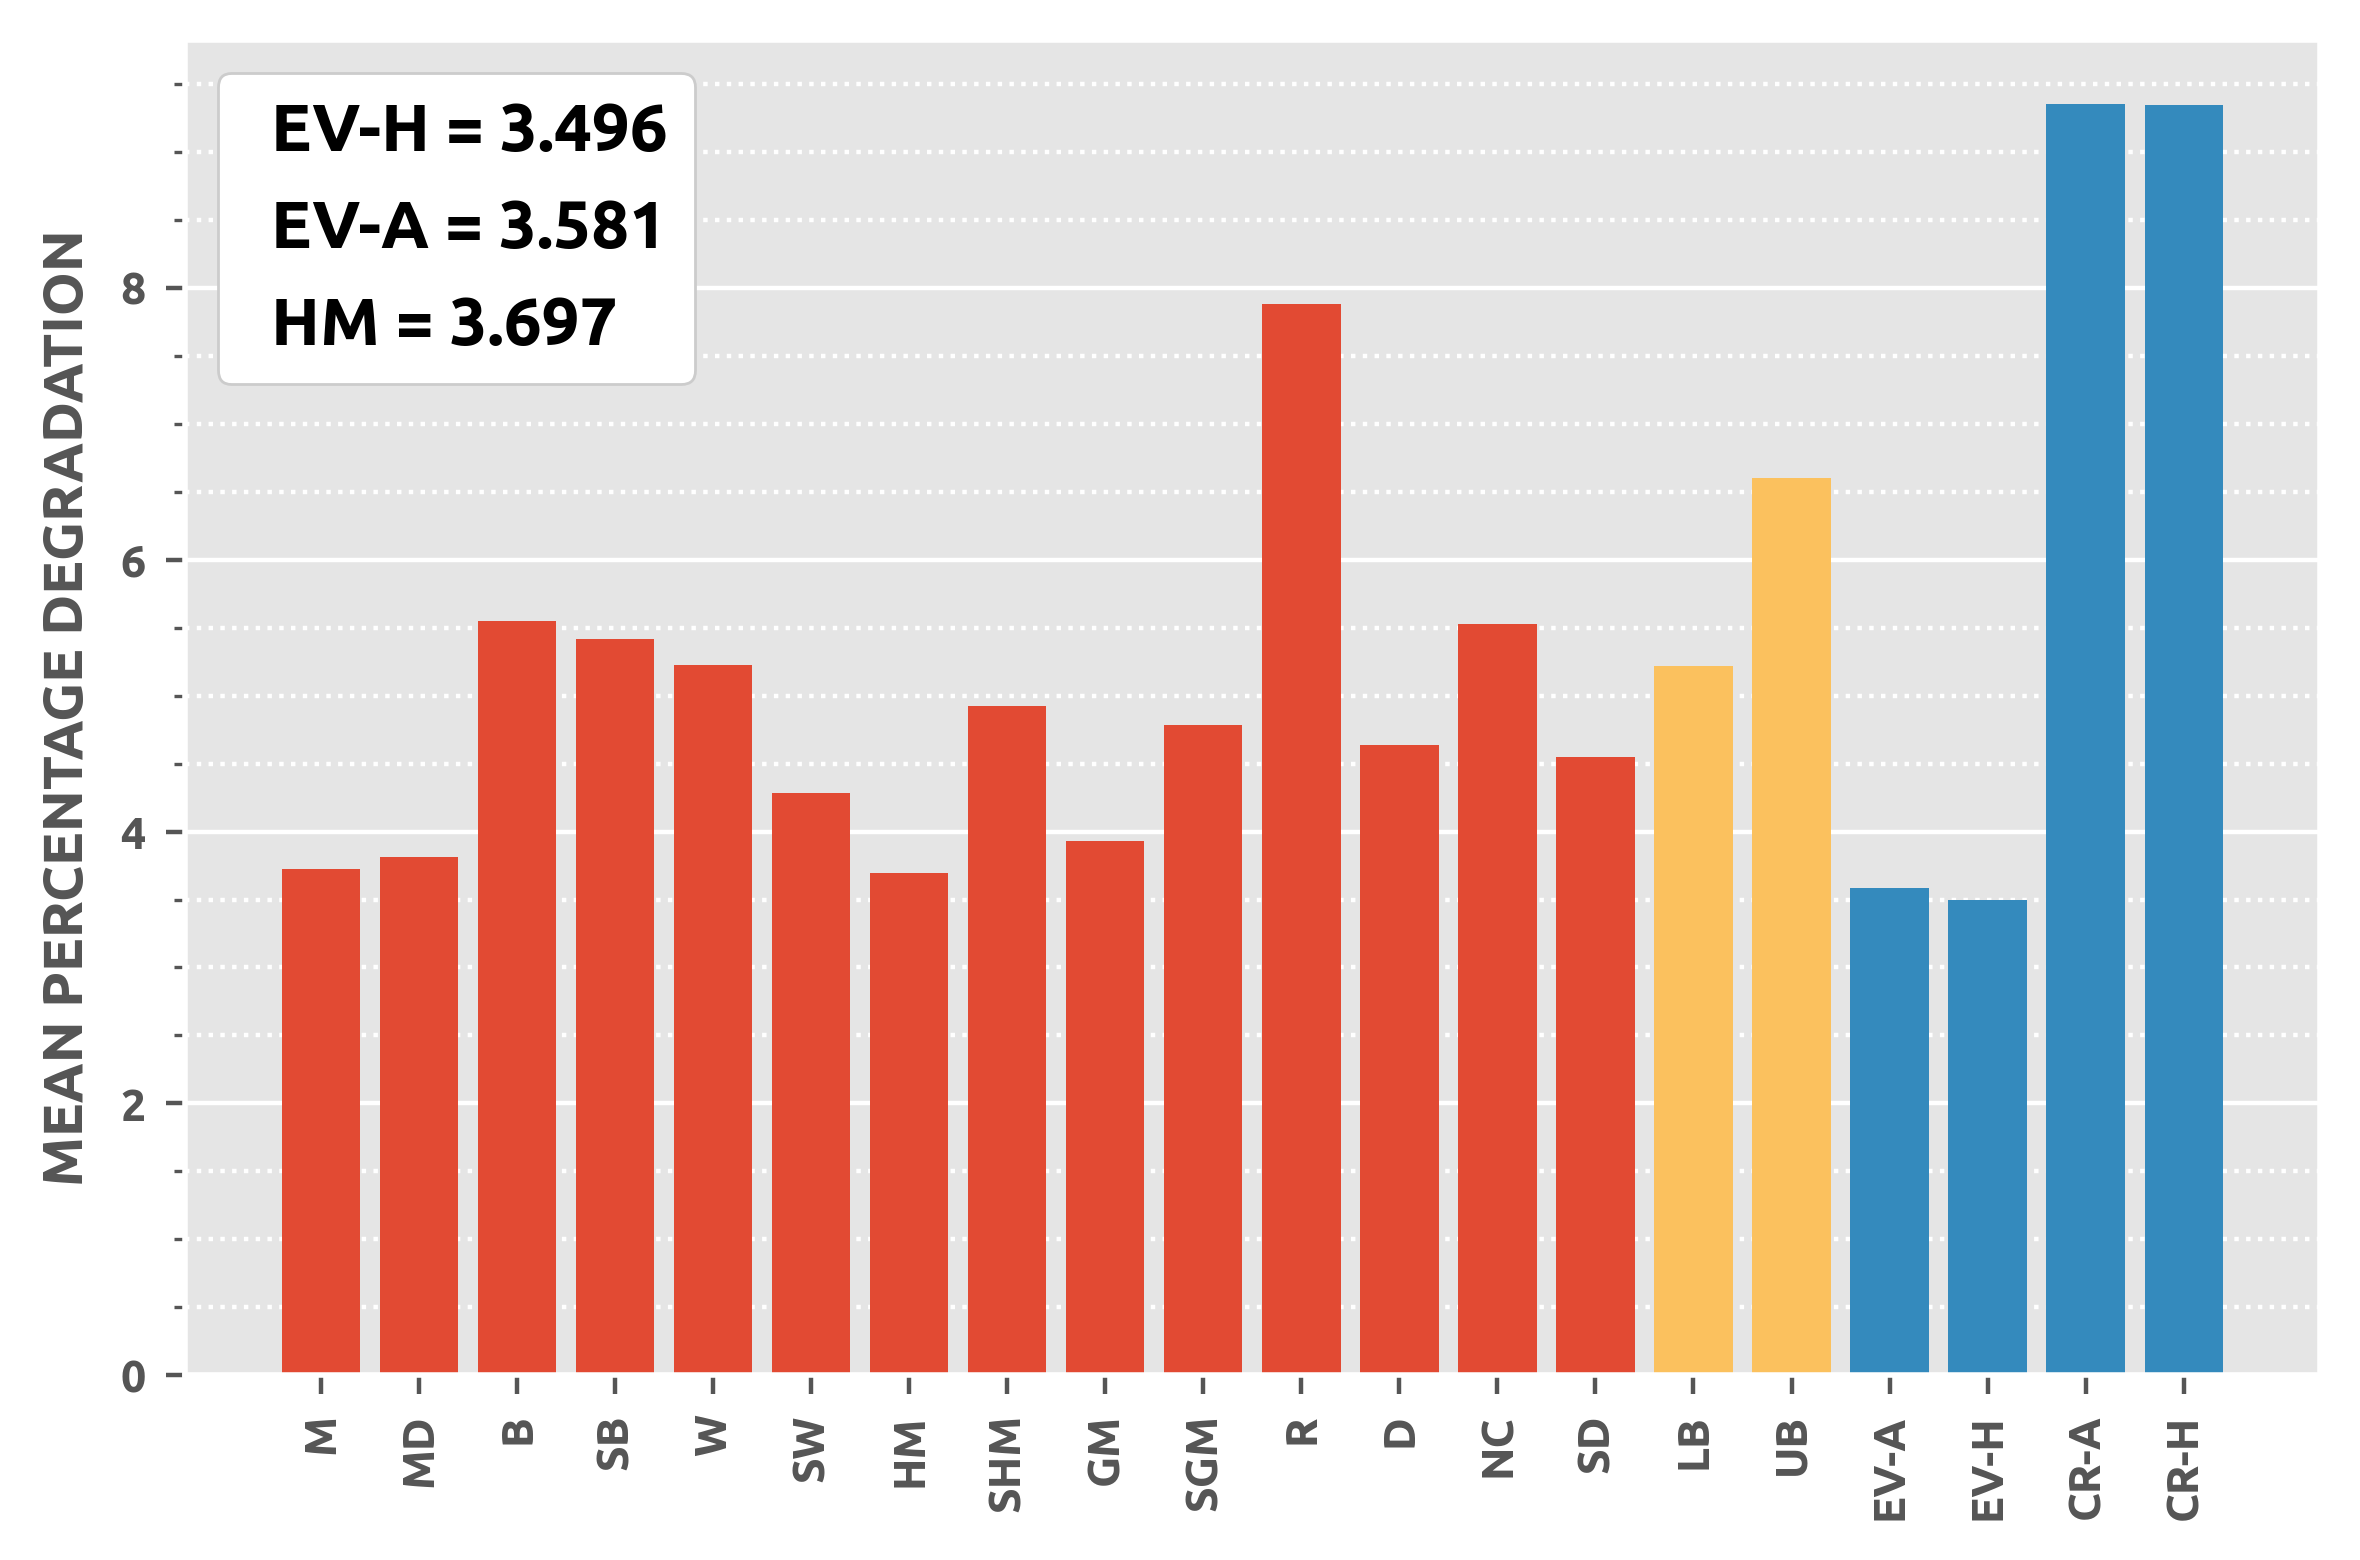 EV-H = 3.496
EV-A = 3.581
HM = 3.697
MEAN PERCENTAGE DEGRADATION
8
6
4
2
0
M
MD
B
SB
W
SW
HM
SHM
GM
SGM
R
D
NC
SD
LB
UB
EV-A
EV-H
CR-A
CR-H